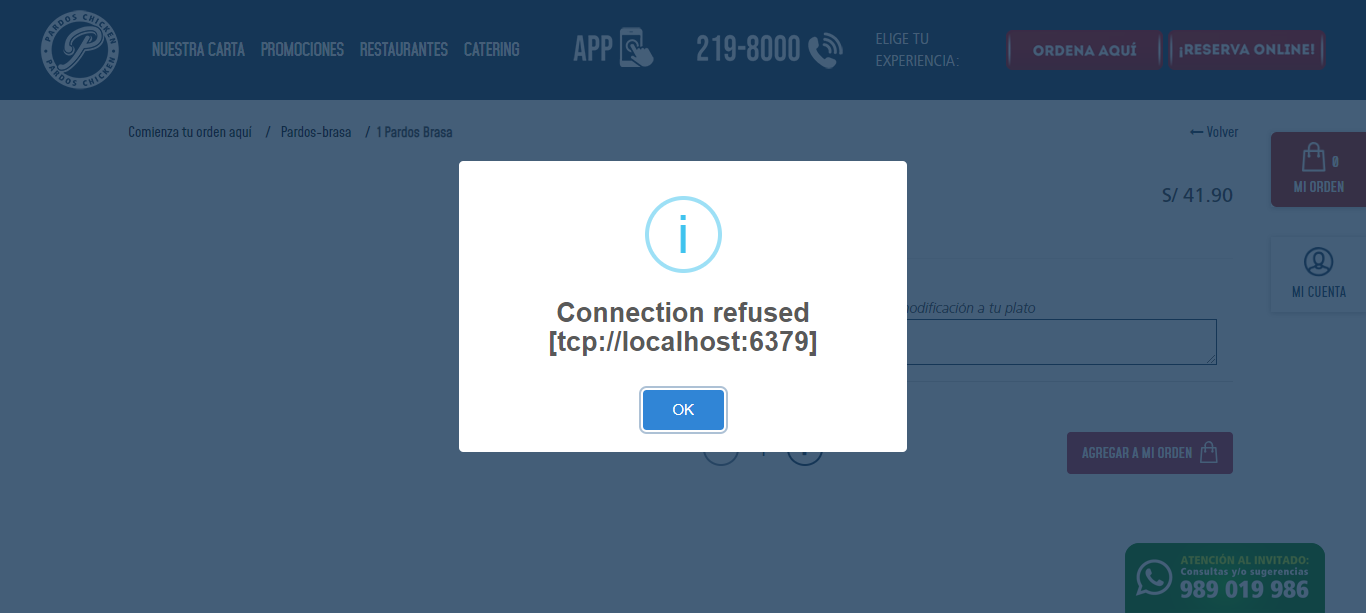 PARDOS CHICKEN
PARDOS CHICKEN
NUESTRA CARTA
PROMOCIONES
RESTAURANTES
CATERING
APP
219-8000
ELIGE TU
EXPERIENCIA:
ORDENA AQUÍ
¡RESERVA ONLINE!
Comienza tu orden aquí / Pardos-brasa / 1 Pardos Brasa
Volver
0
MI ORDEN
S/ 41.90
MI CUENTA
i
Connection refused
[tcp://localhost:6379]
OK
modificación a tu plato
AGREGAR A MI ORDEN
ATENCIÓN AL INVITADO:
Consultas y/o sugerencias
989 019 986